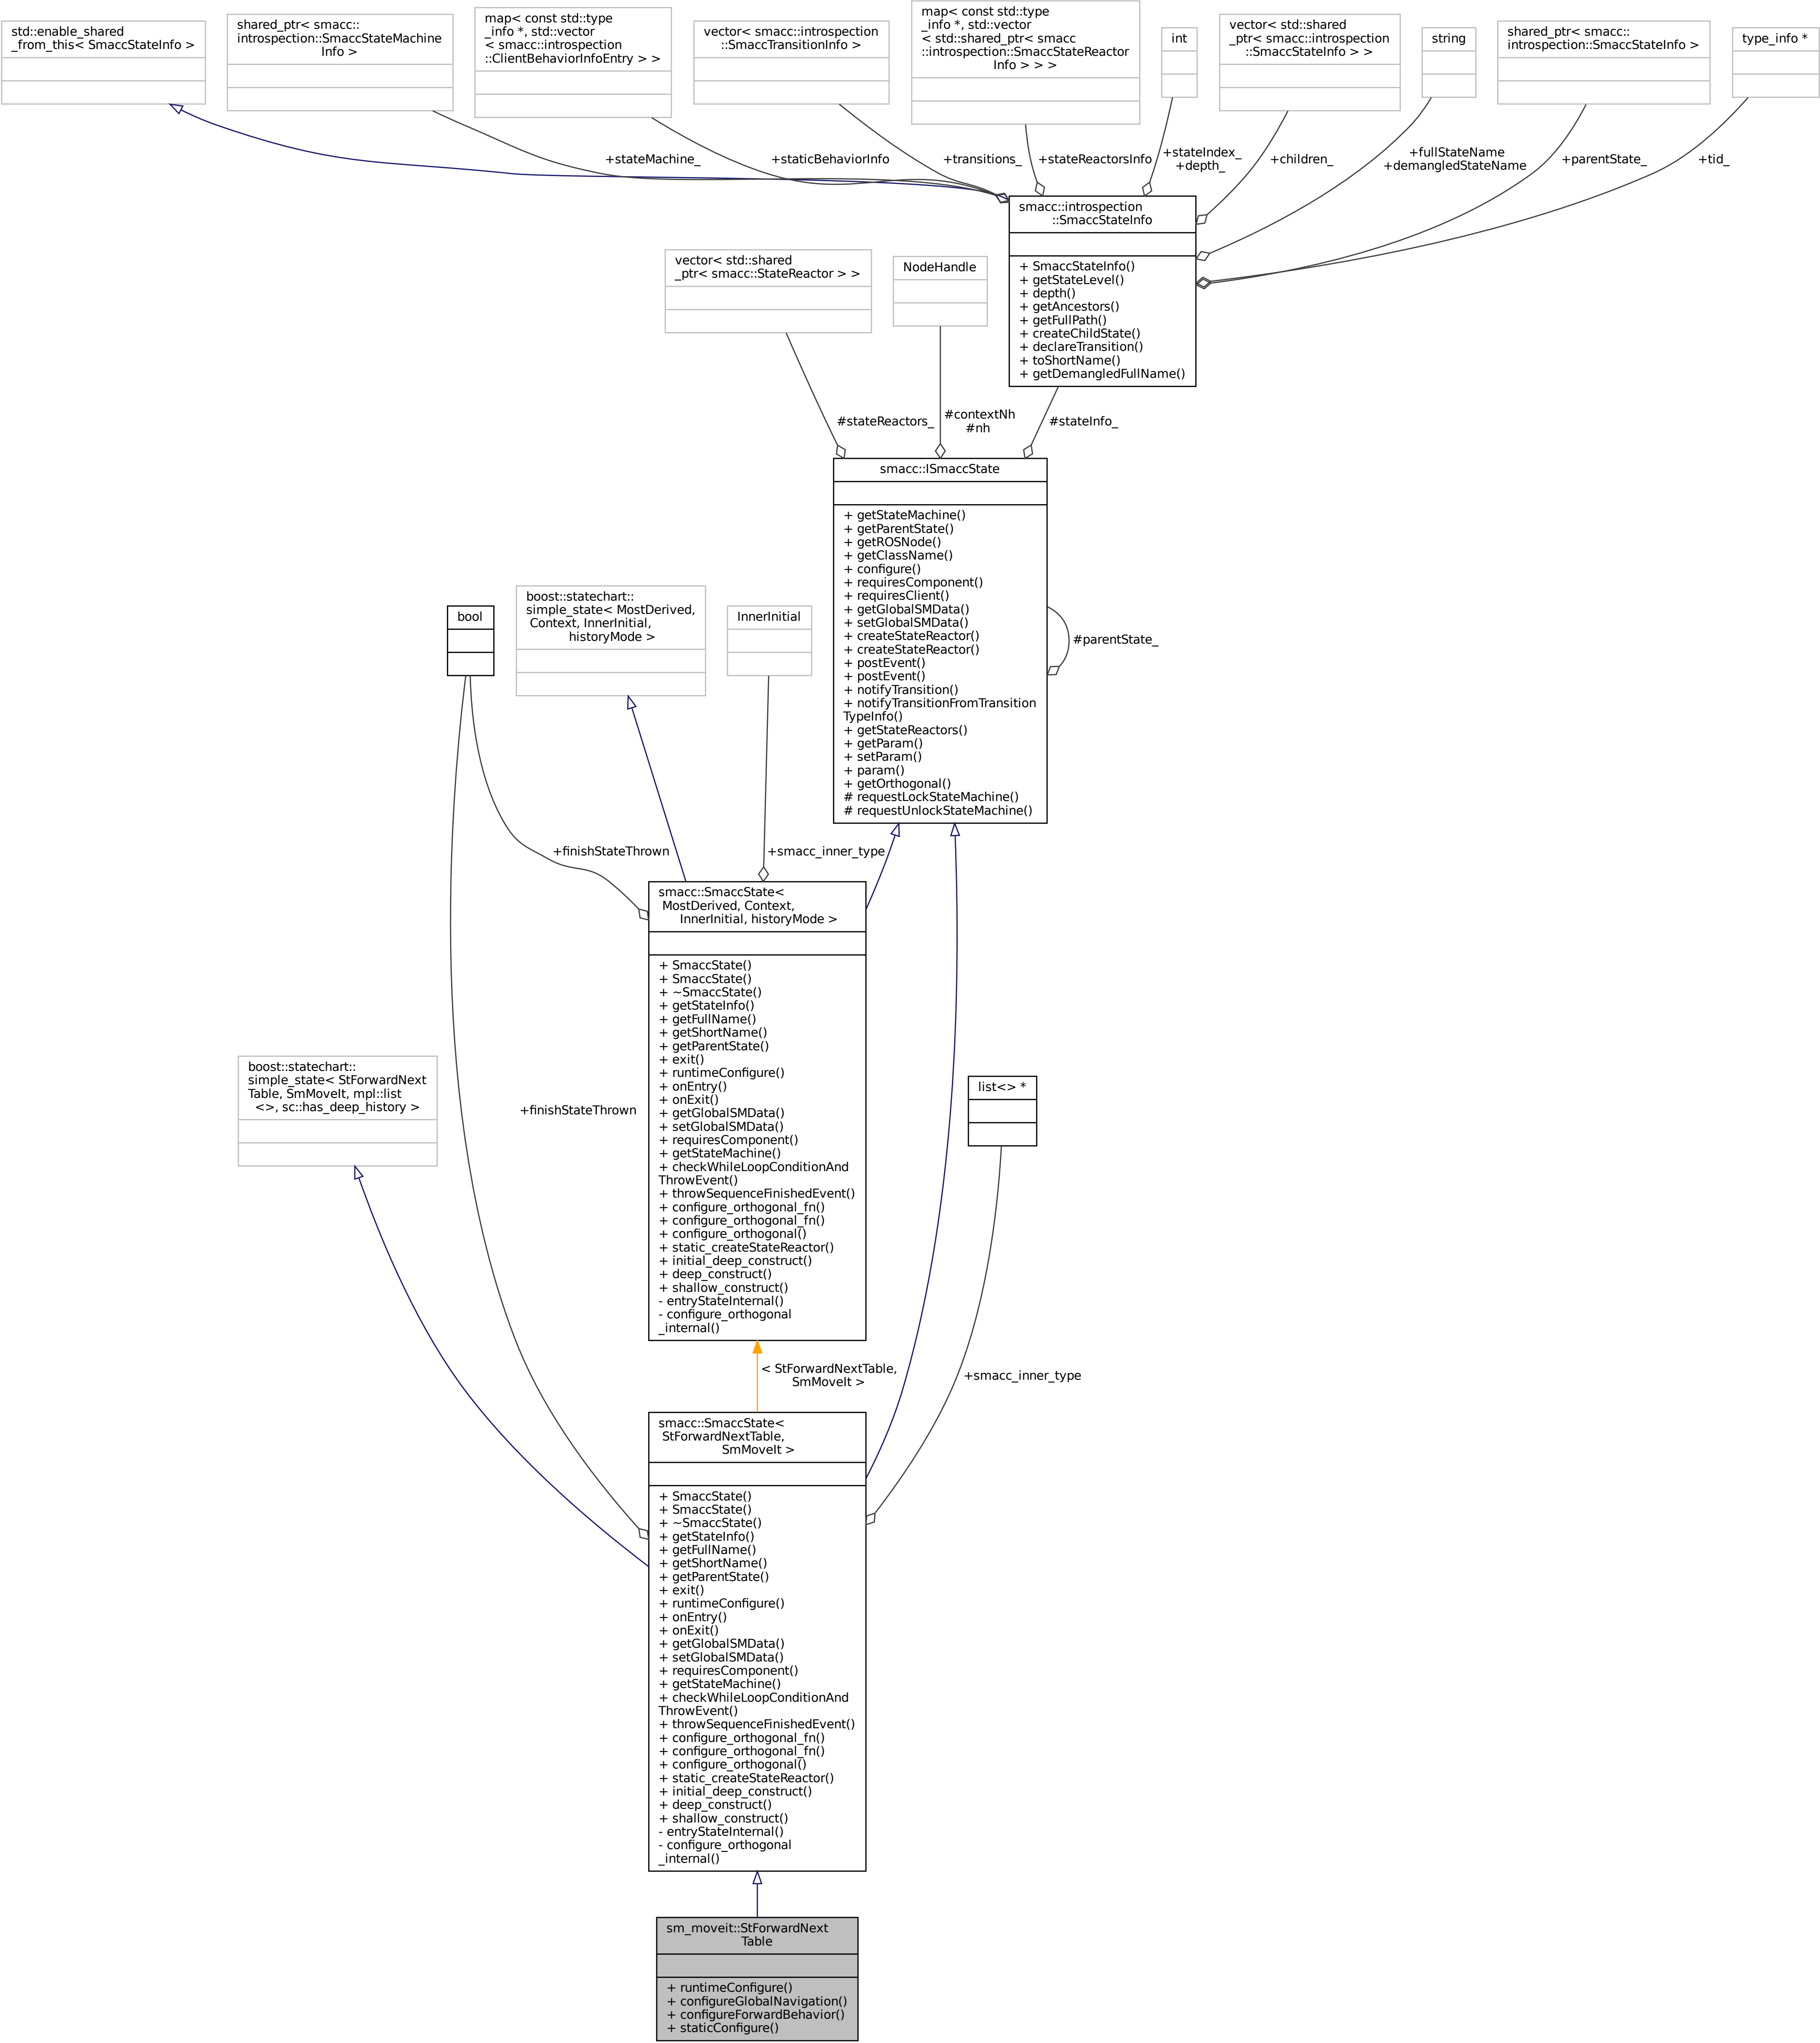 std::enable_shared
_from_this< SmaccStateInfo >
shared_ptr< smacc::
introspection::SmaccStateMachine
Info >
map< const std::type
_info *, std::vector
< smacc::introspection
::ClientBehaviorInfoEntry > >
vector< smacc::introspection
::SmaccTransitionInfo >
map< const std::type
_info *, std::vector
< std::shared_ptr< smacc
::introspection::SmaccStateReactor
Info > > >
int
vector< std::shared
_ptr< smacc::introspection
::SmaccStateInfo > >
string
shared_ptr< smacc::
introspection::SmaccStateInfo >
type_info *
+stateMachine_
+staticBehaviorInfo
+transitions_
+stateReactorsInfo
+stateIndex_
+depth_
+children_
+fullStateName
+demangledStateName
+parentState_
+tid_
smacc::introspection
::SmaccStateInfo
+ SmaccStateInfo()
+ getStateLevel()
+ depth()
+ getAncestors()
+ getFullPath()
+ createChildState()
+ declareTransition()
+ toShortName()
+ getDemangledFullName()
vector< std::shared
_ptr< smacc::StateReactor > >
NodeHandle
#stateReactors_
#contextNh
#nh
#stateInfo_
smacc::ISmaccState
+ getStateMachine()
+ getParentState()
+ getROSNode()
+ getClassName()
+ configure()
+ requiresComponent()
+ requiresClient()
+ getGlobalSMData()
+ setGlobalSMData()
+ createStateReactor()
+ createStateReactor()
+ postEvent()
+ postEvent()
+ notifyTransition()
+ notifyTransitionFromTransition
TypeInfo()
+ getStateReactors()
+ getParam()
+ setParam()
+ param()
+ getOrthogonal()
# requestLockStateMachine()
# requestUnlockStateMachine()
#parentState_
bool
boost::statechart::
simple_state< MostDerived,
Context, InnerInitial,
historyMode >
InnerInitial
+finishStateThrown
+smacc_inner_type
smacc::SmaccState<
MostDerived, Context,
InnerInitial, historyMode >
+ SmaccState()
+ SmaccState()
+ ~SmaccState()
+ getStateInfo()
+ getFullName()
+ getShortName()
+ getParentState()
+ exit()
+ runtimeConfigure()
+ onEntry()
+ onExit()
+ getGlobalSMData()
+ setGlobalSMData()
+ requiresComponent()
+ getStateMachine()
+ checkWhileLoopConditionAnd
ThrowEvent()
+ throwSequenceFinishedEvent()
+ configure_orthogonal_fn()
+ configure_orthogonal_fn()
+ configure_orthogonal()
+ static_createStateReactor()
+ initial_deep_construct()
+ deep_construct()
+ shallow_construct()
- entryStateInternal()
- configure_orthogonal
_internal()
boost::statechart::
simple_state< StForwardNext
Table, SmMoveIt, mpl::list
<>, sc::has_deep_history >
+finishStateThrown
list<> *
< StForwardNextTable,
SmMoveIt >
+smacc_inner_type
smacc::SmaccState<
StForwardNextTable,
SmMoveIt >
+ SmaccState()
+ SmaccState()
+ ~SmaccState()
+ getStateInfo()
+ getFullName()
+ getShortName()
+ getParentState()
+ exit()
+ runtimeConfigure()
+ onEntry()
+ onExit()
+ getGlobalSMData()
+ setGlobalSMData()
+ requiresComponent()
+ getStateMachine()
+ checkWhileLoopConditionAnd
ThrowEvent()
+ throwSequenceFinishedEvent()
+ configure_orthogonal_fn()
+ configure_orthogonal_fn()
+ configure_orthogonal()
+ static_createStateReactor()
+ initial_deep_construct()
+ deep_construct()
+ shallow_construct()
- entryStateInternal()
- configure_orthogonal
_internal()
sm_moveit::StForwardNext
Table
+ runtimeConfigure()
+ configureGlobalNavigation()
+ configureForwardBehavior()
+ staticConfigure()